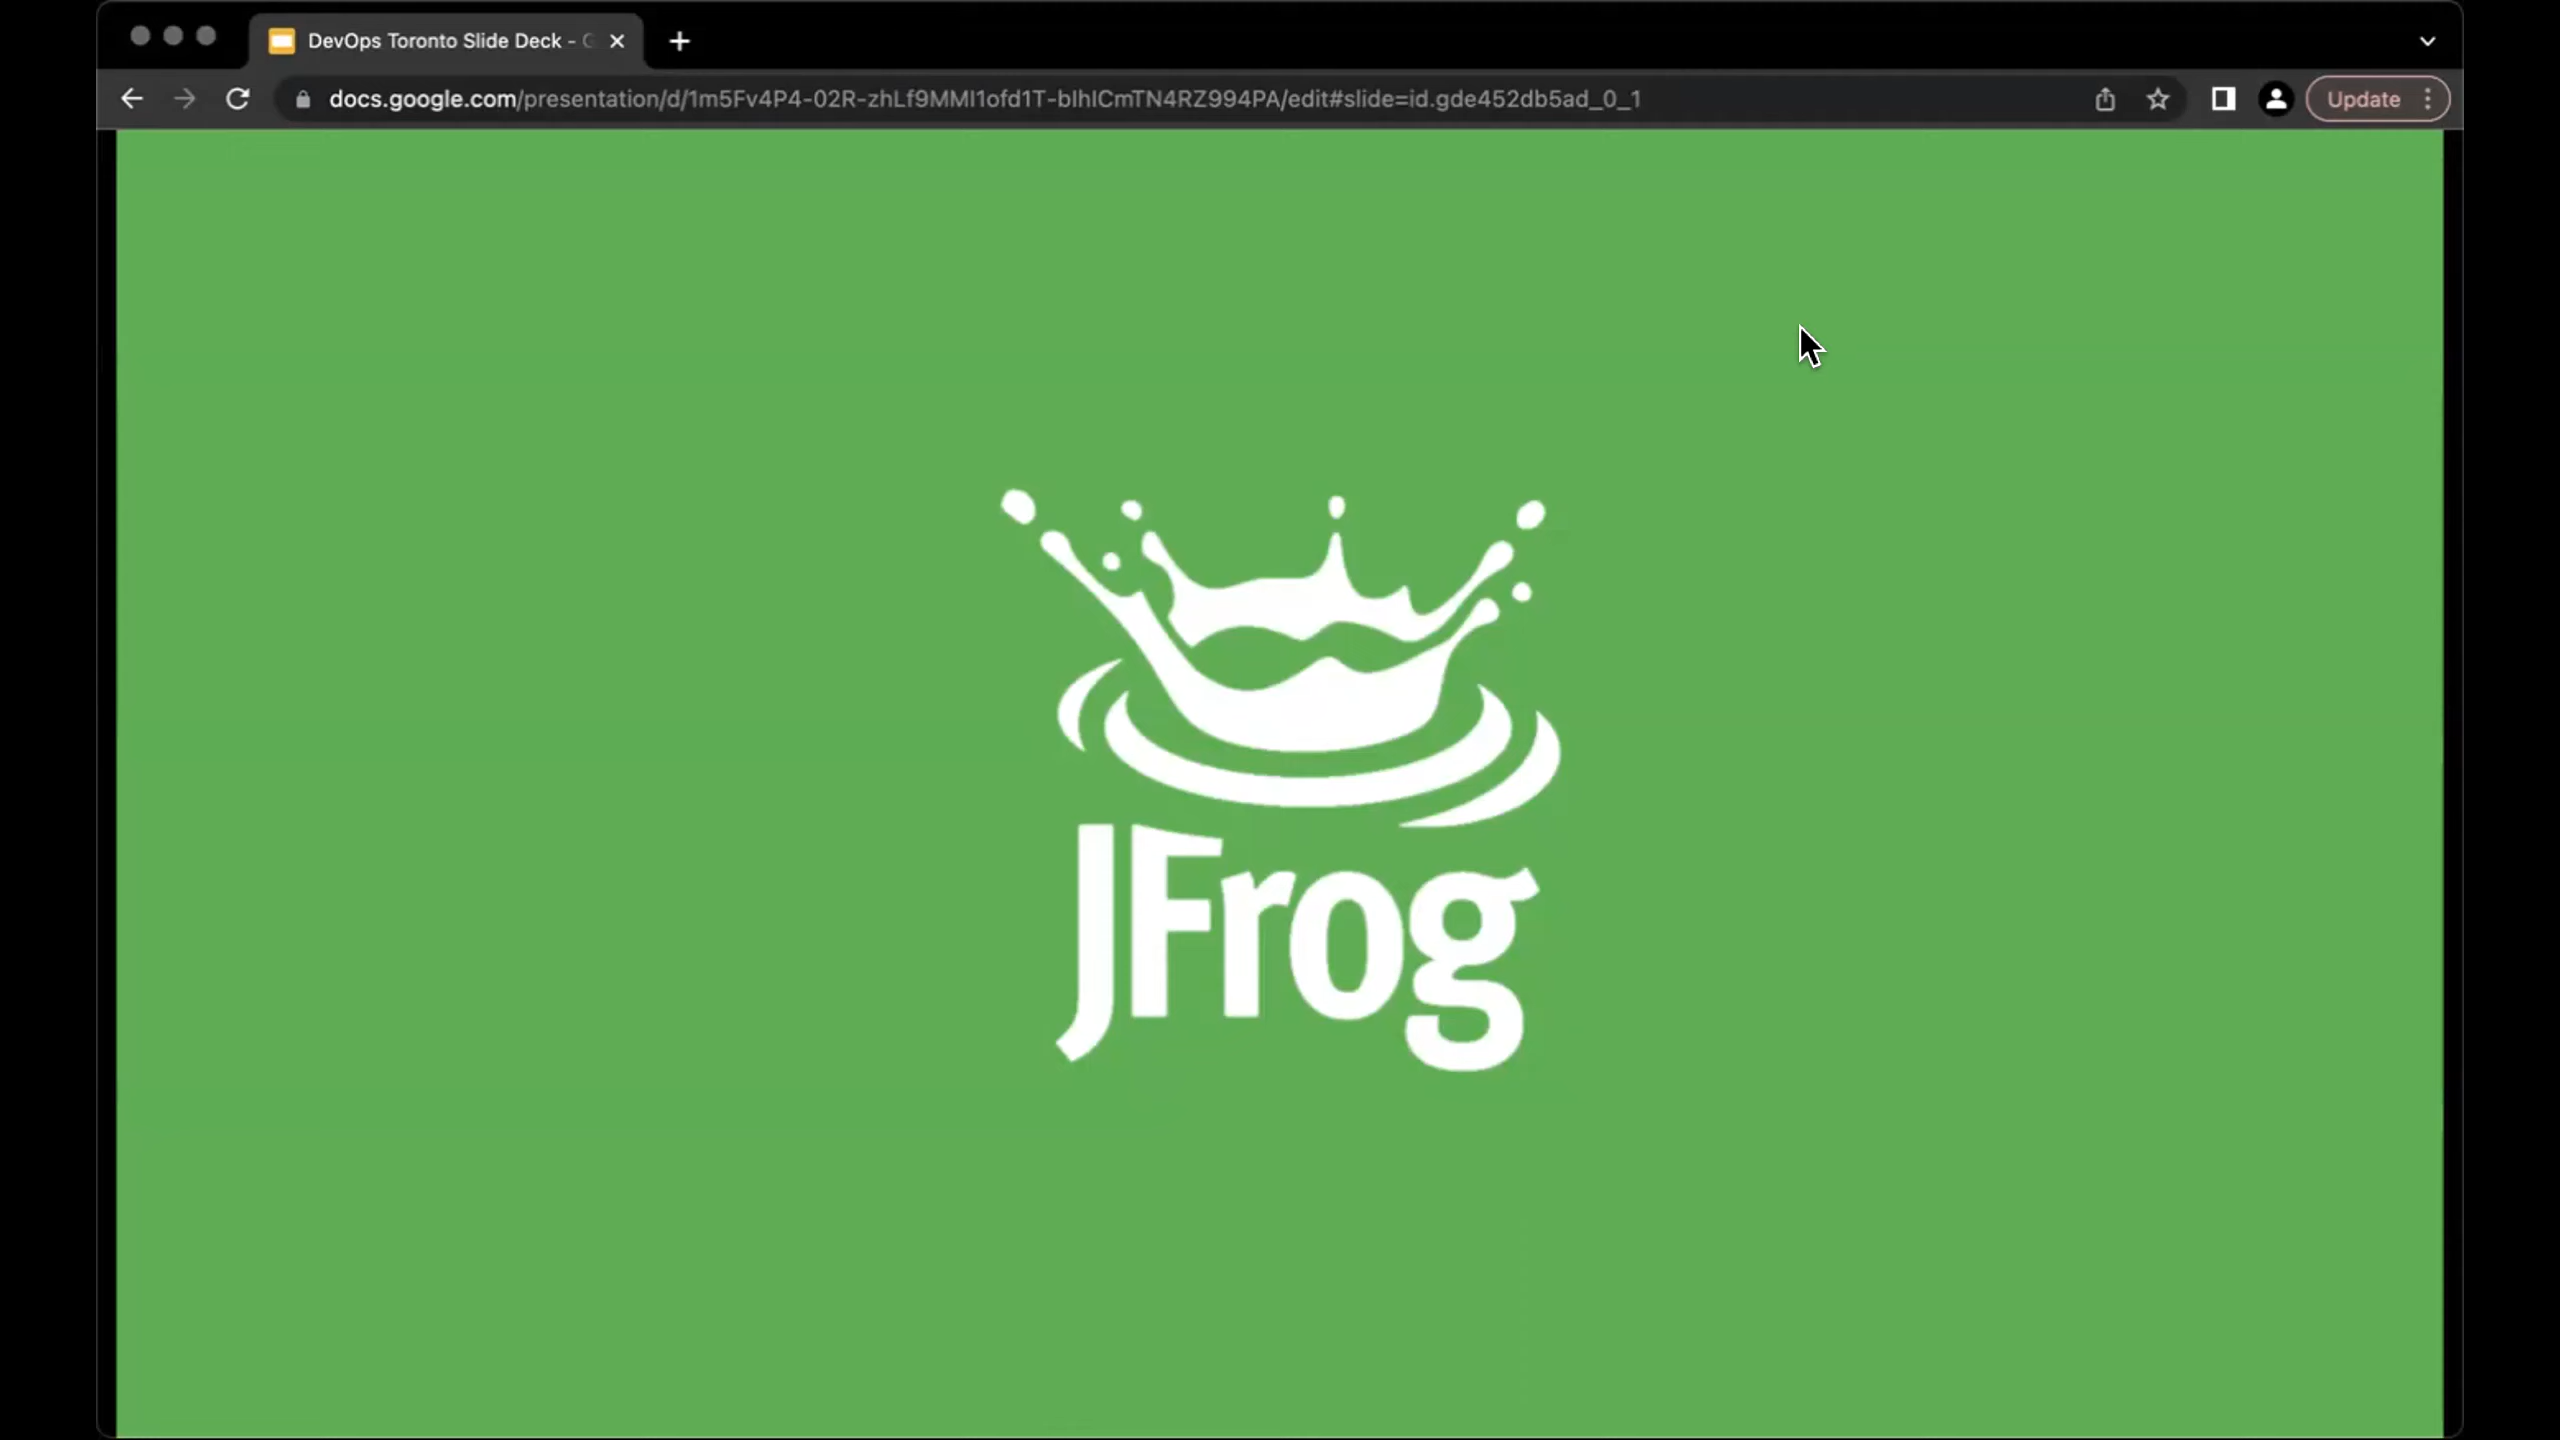 DevOps Toronto Slide Deck -
docs.google.com/presentation/d/1m5Fv4P4-02R-zhLf9MMI1ofd1T-bIhICmTN4RZ994PA/edit#slide=id.gde452db5ad_0_1
Update
JFrog